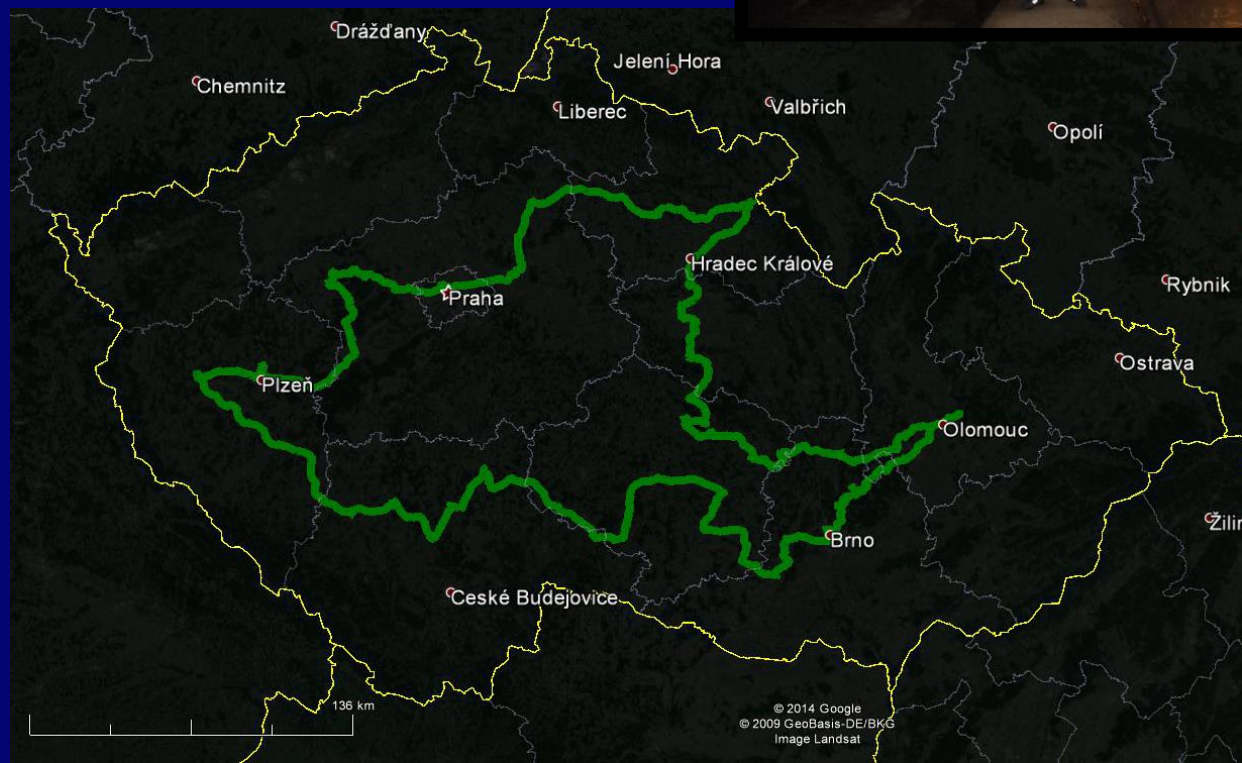 Drážďany
Jelení Hora
Chemnitz
Liberec
Valbřich
Opolí
Hradec Králové
Rybnik
Praha
Ostrava
Plzeň
Olomouc
Brno
Žilin
České Budejovice
136 km
© 2014 Google
© 2009 GeoBasis-DE/BKG
Image Landsat